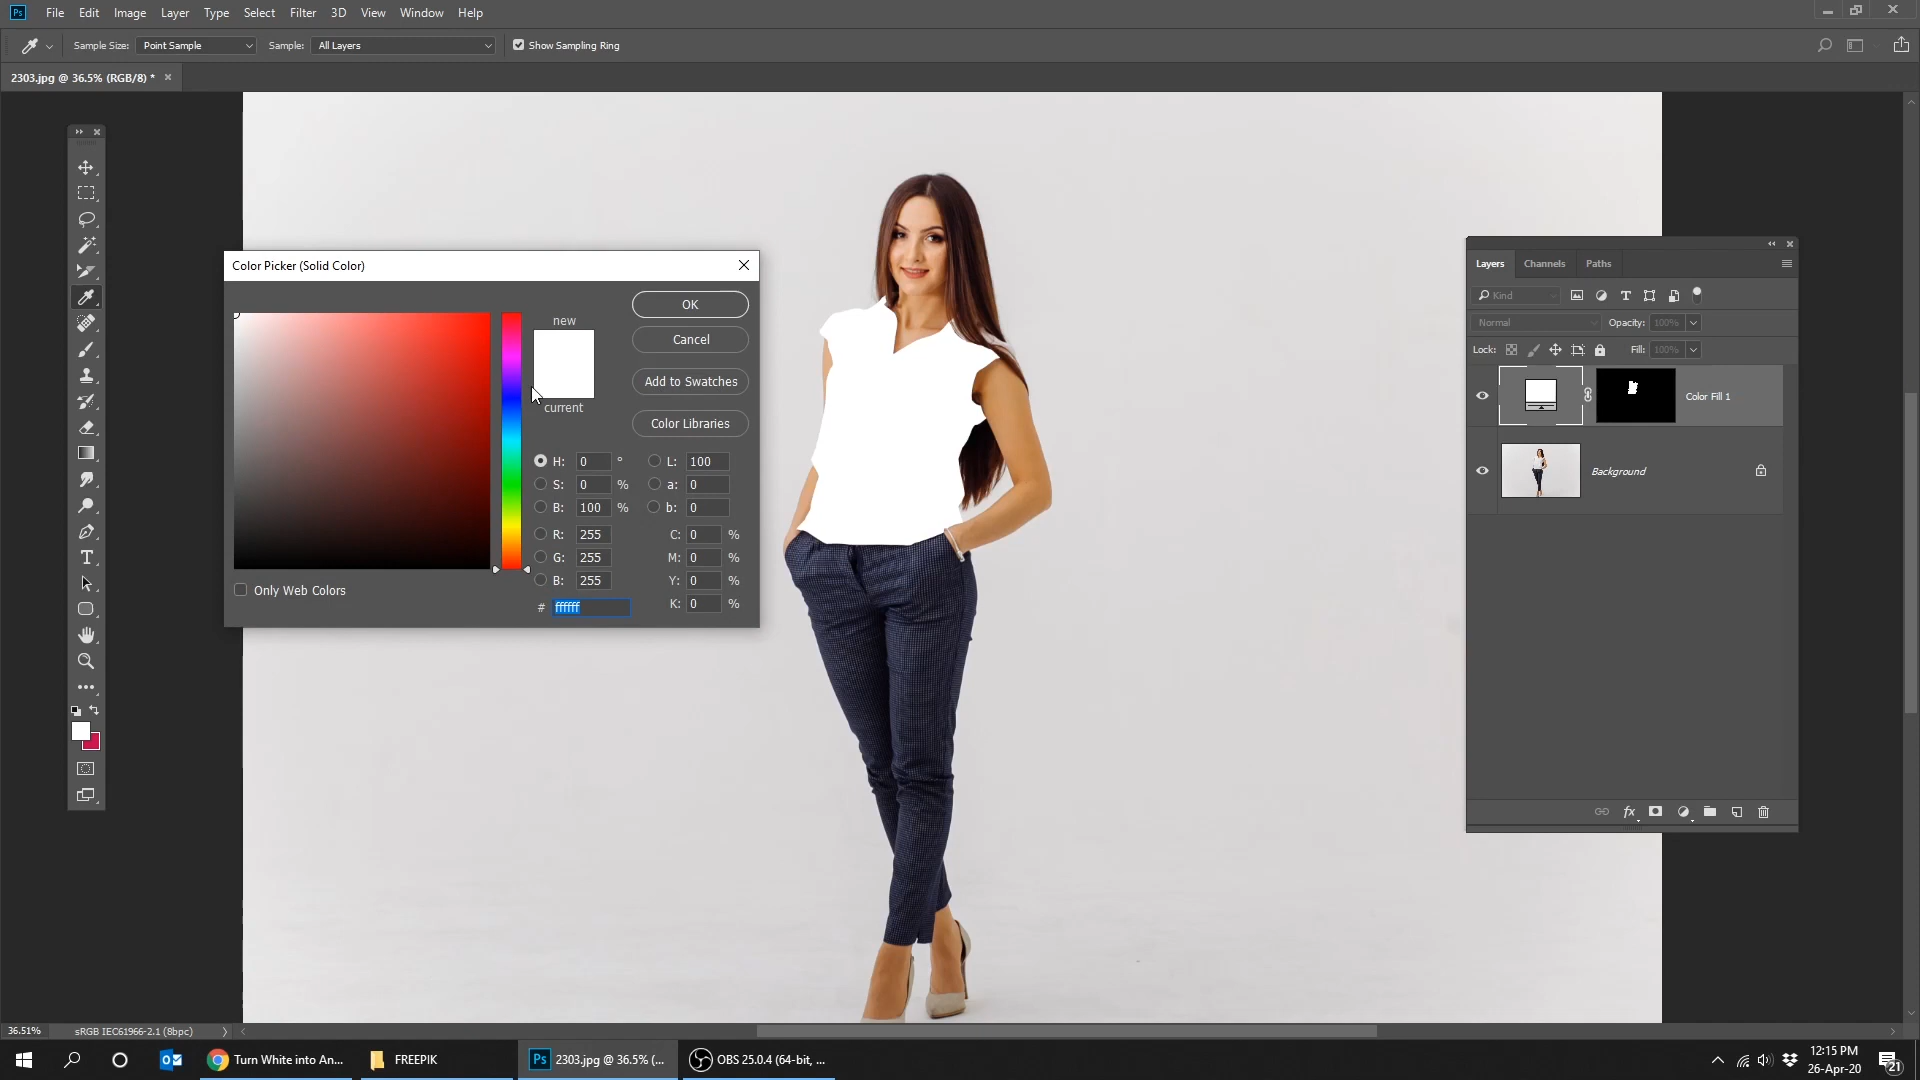 Ps File Edit Image Layer Type Select Filter 3D View Window Help
Sample Size: Point Sample Sample: All Layers Show Sampling Ring
2303.jpg @ 36.5% (RGB/8) *
Color Picker (Solid Color)
new
current
OK
Cancel
Add to Swatches
Color Libraries
H: 0 ° L: 100
S: 0 % a: 0
B: 100 % b: 0
R: 255 C: 0 %
G: 255 M: 0 %
B: 255 Y: 0 %
# ffffff K: 0 %
Only Web Colors
Layers Channels Paths
Kind
Normal Opacity: 100%
Lock: Fill: 100%
Color Fill 1
Background
fx
36.51% sRGB IEC61966-2.1 (8bpc)
Turn White into An...
FREEPIK
Ps 2303.jpg @ 36.5% (...
OBS 25.0.4 (64-bit, ...
12:15 PM
26-Apr-20
21